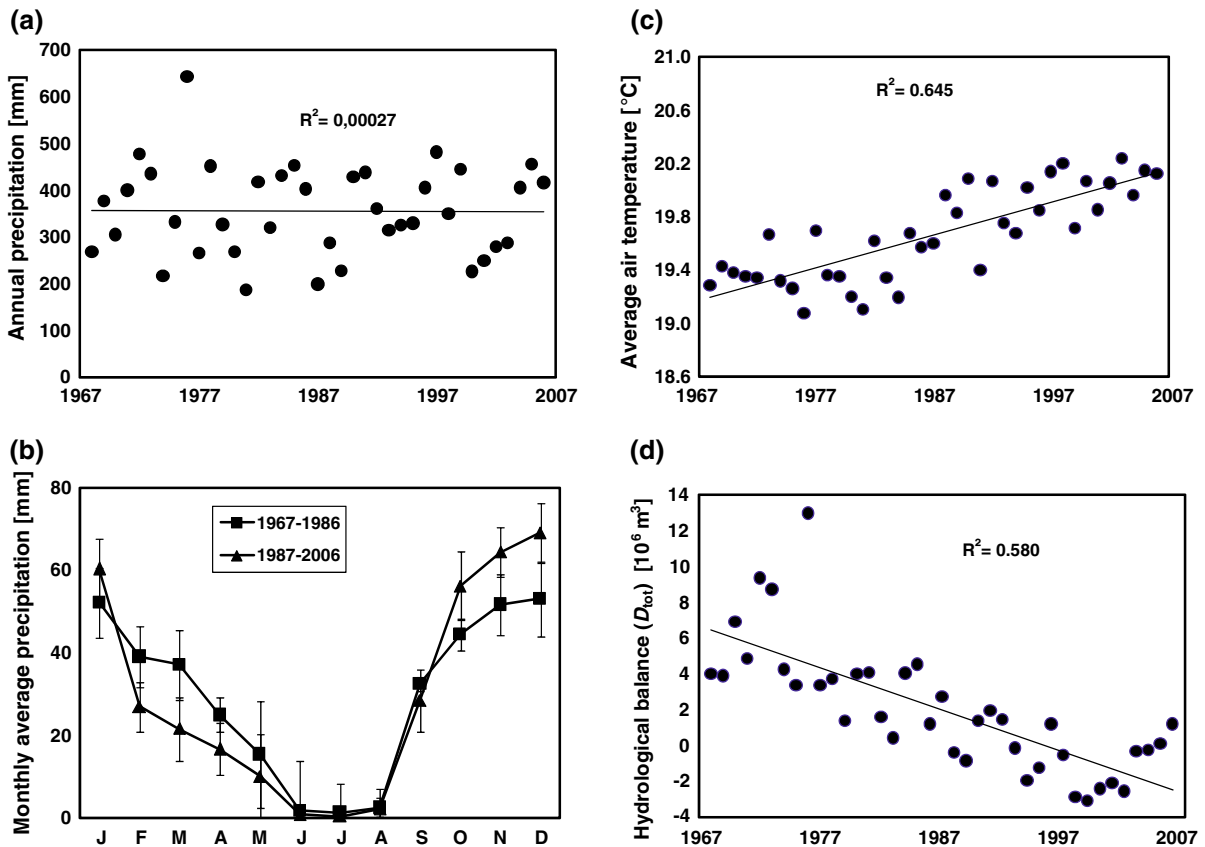 (a)
Annual precipitation [mm]
700
600
500
400
300
200
100
0
R²= 0,00027
1967 1977 1987 1997 2007
(c)
Average air temperature [°C]
21.0
20.6
20.2
19.8
19.4
19.0
18.6
R²= 0.645
1967 1977 1987 1997 2007
(b)
Monthly average precipitation [mm]
80
60
40
20
0
1967-1986
1987-2006
J F M A M J J A S O N D
(d)
Hydrological balance (Dtot) [10⁶ m³]
14
12
10
8
6
4
2
0
-2
-4
R²= 0.580
1967 1977 1987 1997 2007